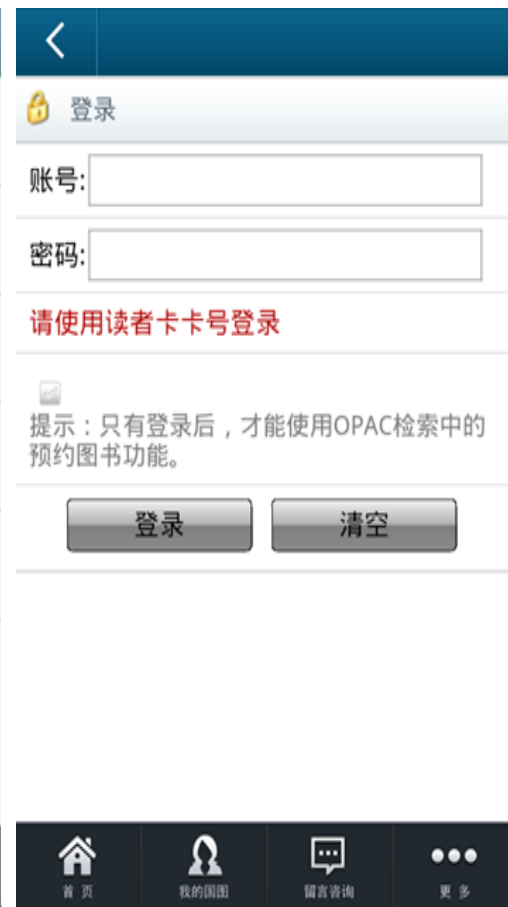 登录
账号:
密码:
请使用读者卡卡号登录
提示：只有登录后，才能使用OPAC检索中的
预约图书功能。
登录 清空
首页 我的国图 留言咨询 更多